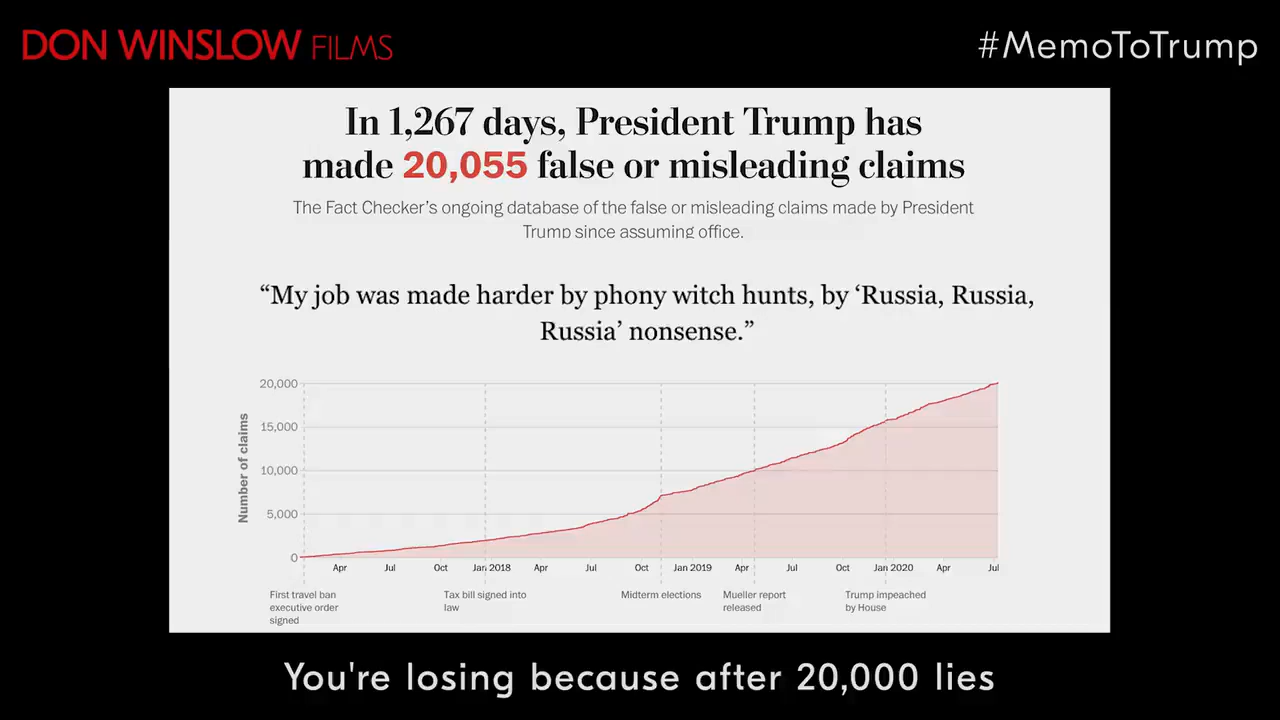 DON WINSLOW FILMS
#MemoToTrump
In 1,267 days, President Trump has
made 20,055 false or misleading claims
The Fact Checker's ongoing database of the false or misleading claims made by President
Trump since assuming office.
“My job was made harder by phony witch hunts, by ‘Russia, Russia,
Russia’ nonsense.”
Number of claims
20,000
15,000
10,000
5,000
0
Apr Jul Oct Jan 2018 Apr Jul Oct Jan 2019 Apr Jul Oct Jan 2020 Apr Jul
First travel ban
executive order
signed
Tax bill signed into
law
Midterm elections
Mueller report
released
Trump impeached
by House
You're losing because after 20,000 lies